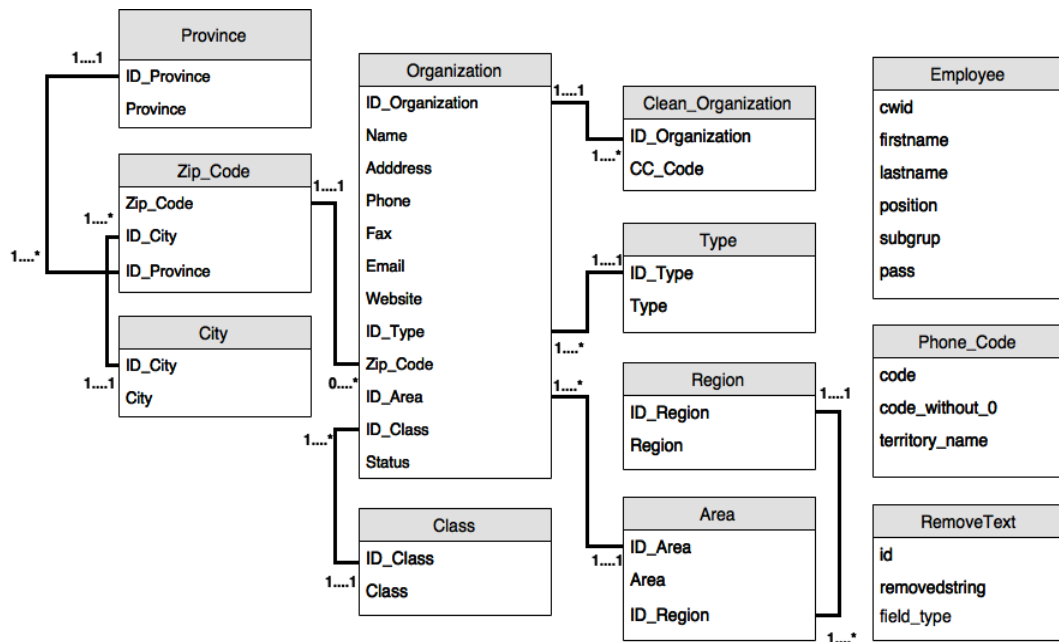 Province
1....1
ID_Province
Province
Zip_Code
1....1
Zip_Code
1....*
ID_City
1....*
ID_Province
City
ID_City
1....1
City
Organization
ID_Organization
1....1
Name
Adddress
Phone
Fax
Email
Website
ID_Type
1....*
Zip_Code
0....*
1....*
ID_Area
ID_Class
1....*
Status
Class
ID_Class
1....1
Class
Clean_Organization
ID_Organization
1....*
CC_Code
Type
1....1
ID_Type
Type
Region
1....1
ID_Region
Region
Area
ID_Area
1....1
Area
ID_Region
1....*
Employee
cwid
firstname
lastname
position
subgrup
pass
Phone_Code
code
code_without_0
territory_name
RemoveText
id
removedstring
field_type